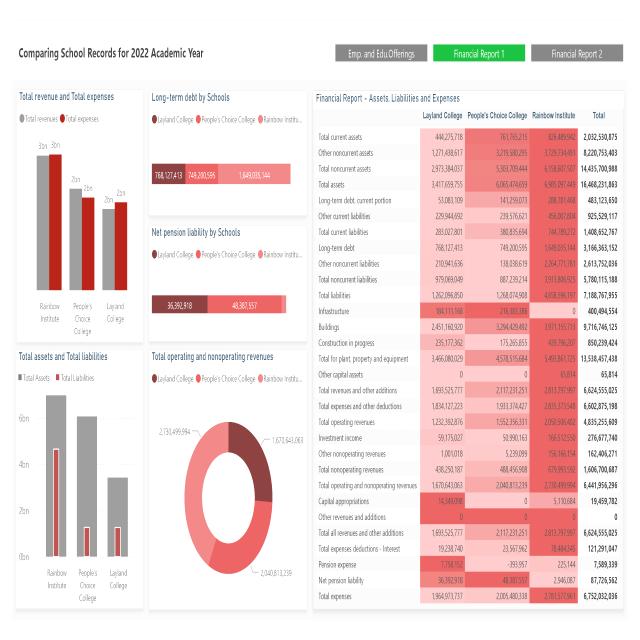 Comparing School Records for 2022 Academic Year
Emp. and Edu.Offerings
Financial Report 1
Financial Report 2
Total revenue and Total expenses
Total revenues Total expenses
3bn 3bn
2bn 2bn
2bn 2bn
Rainbow Institute
People's Choice College
Layland College
Long-term debt by Schools
Layland College People's Choice College Rainbow Institu...
768,127,413 749,200,595 1,649,035,144
Net pension liability by Schools
Layland College People's Choice College Rainbow Institu...
36,392,918 48,387,557
Total assets and Total liabilities
Total Assets Total Liabilities
6bn
4bn
2bn
0bn
Rainbow Institute
People's Choice College
Layland College
Total operating and nonoperating revenues
Layland College People's Choice College Rainbow Institu...
2,730,499,994
1,670,643,063
2,040,813,239
Financial Report - Assets, Liabilities and Expenses
Layland College People's Choice College Rainbow Institute Total
Total current assets 444,275,718 761,765,215 826,489,942 2,032,530,875
Other noncurrent assets 1,271,438,617 3,219,580,295 3,729,734,491 8,220,753,403
Total noncurrent assets 2,973,384,037 5,303,709,444 6,158,607,507 14,435,700,988
Total assets 3,417,659,755 6,065,474,659 6,985,097,449 16,468,231,863
Long-term debt, current portion 53,083,109 141,259,073 288,781,468 483,123,650
Other current liabilities 229,944,692 239,576,621 456,007,804 925,529,117
Total current liabilities 283,027,801 380,835,694 744,789,272 1,408,652,767
Long-term debt 768,127,413 749,200,595 1,649,035,144 3,166,363,152
Other noncurrent liabilities 210,941,636 138,038,619 2,264,771,781 2,613,752,036
Total noncurrent liabilities 979,069,049 887,239,214 3,913,806,925 5,780,115,188
Total liabilities 1,262,096,850 1,268,074,908 4,658,596,197 7,188,767,955
Infrastructure 184,111,168 216,383,386 0 400,494,554
Buildings 2,451,160,920 3,294,429,492 3,971,155,733 9,716,746,125
Construction in progress 235,177,362 175,265,855 439,796,207 850,239,424
Total for plant, property and equipment 3,466,080,029 4,578,515,684 5,493,861,725 13,538,457,438
Other capital assets 0 0 65,814 65,814
Total revenues and other additions 1,693,525,777 2,117,231,251 2,813,797,997 6,624,555,025
Total expenses and other deductions 1,834,127,223 1,933,374,427 2,835,373,548 6,602,875,198
Total operating revenues 1,232,392,876 1,552,356,331 2,050,506,402 4,835,255,609
Investment income 59,175,027 50,990,163 166,512,550 276,677,740
Other nonoperating revenues 1,001,018 5,239,099 156,166,154 162,406,271
Total nonoperating revenues 438,250,187 488,456,908 679,993,592 1,606,700,687
Total operating and nonoperating revenues 1,670,643,063 2,040,813,239 2,730,499,994 6,441,956,296
Capital appropriations 14,349,098 0 5,110,684 19,459,782
Other revenues and additions 0 0 0 0
Total all revenues and other additions 1,693,525,777 2,117,231,251 2,813,797,997 6,624,555,025
Total expenses deductions - Interest 19,238,740 23,567,962 78,484,345 121,291,047
Pension expense 7,758,152 -393,957 225,144 7,589,339
Net pension liability 36,392,918 48,387,557 2,946,087 87,726,562
Total expenses 1,964,973,737 2,005,480,338 2,781,577,961 6,752,032,036